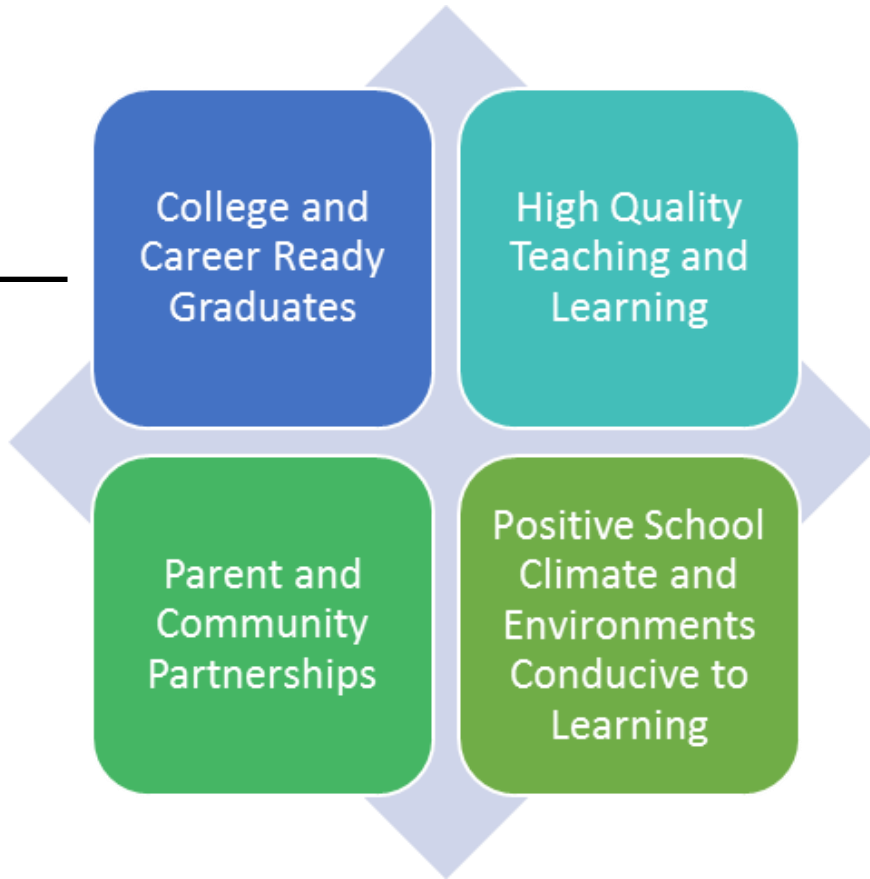 College and
Career Ready
Graduates
High Quality
Teaching and
Learning
Parent and
Community
Partnerships
Positive School
Climate and
Environments
Conducive to
Learning